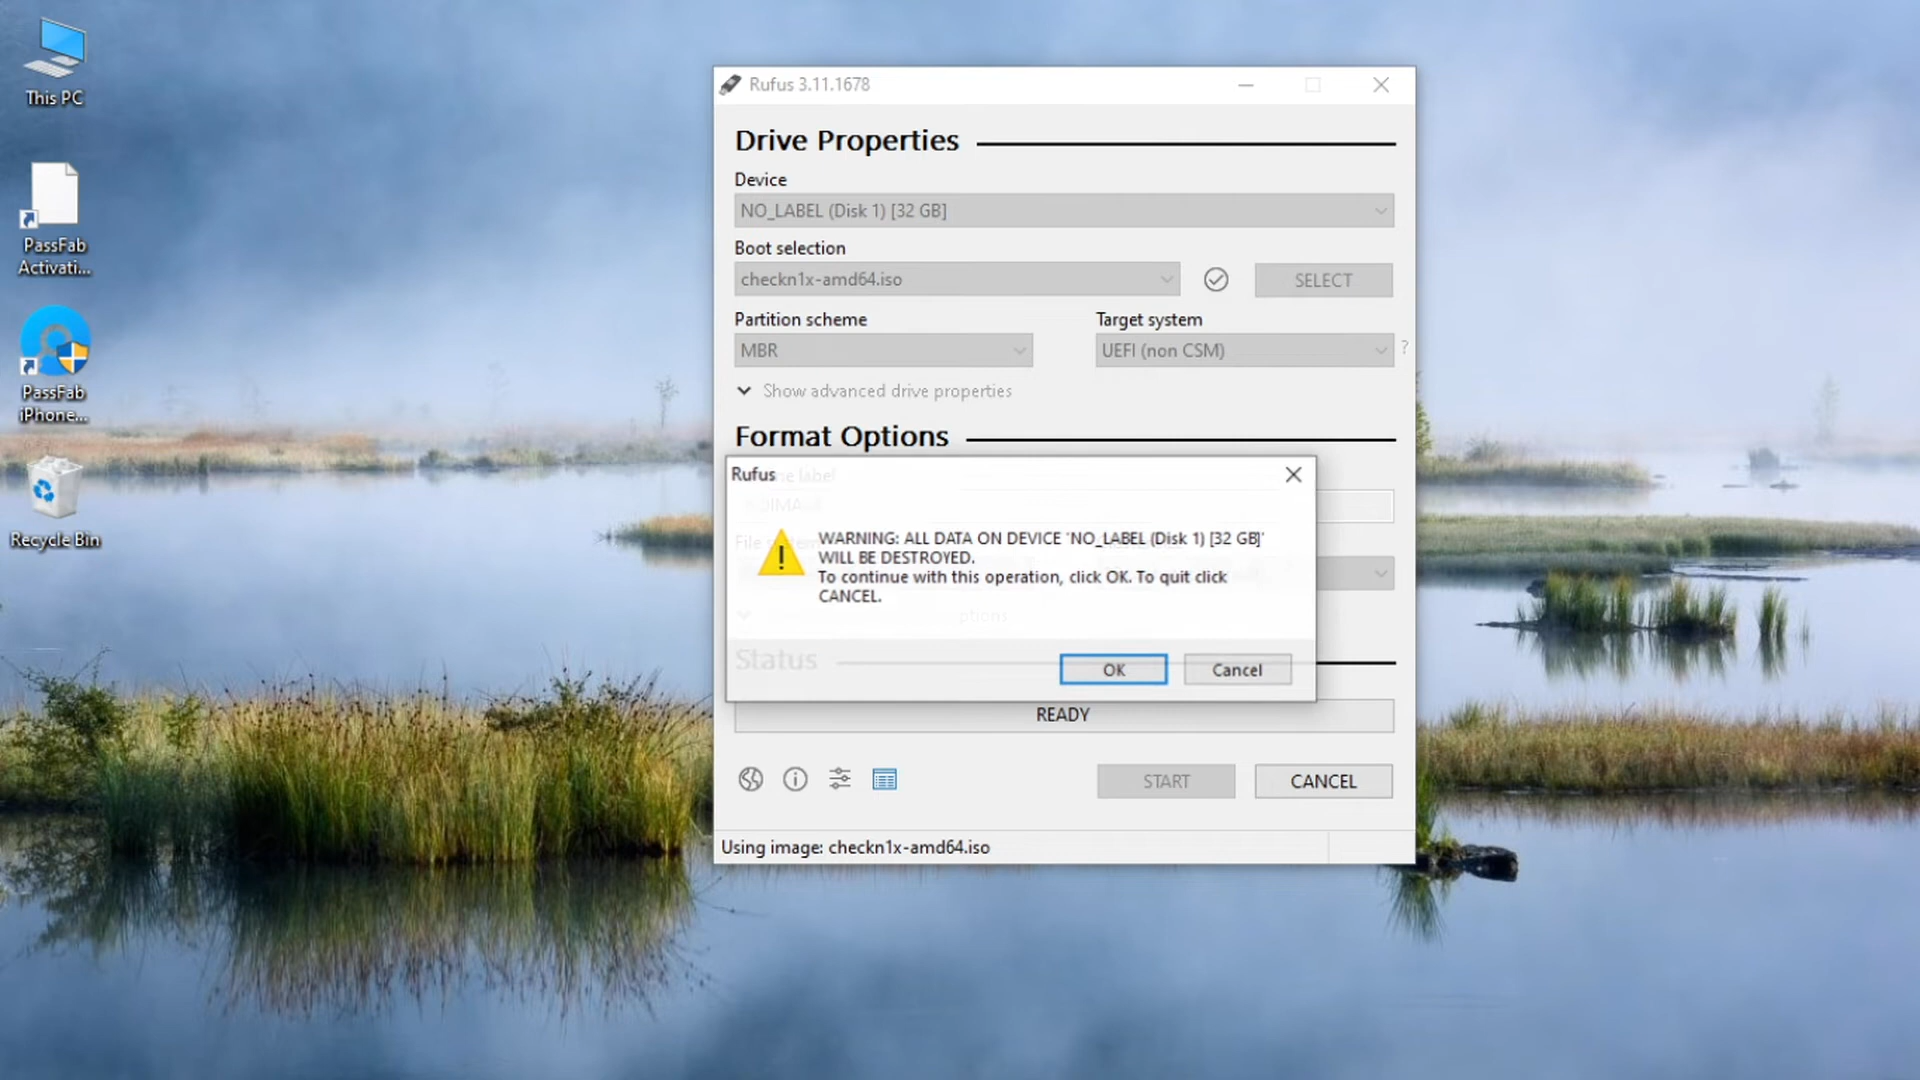 This PC
PassFab
Activati...
PassFab
iPhone...
Recycle Bin
Rufus 3.11.1678
Drive Properties
Device
NO_LABEL (Disk 1) [32 GB]
Boot selection
checkn1x-amd64.iso
SELECT
Partition scheme
Target system
MBR
UEFI (non CSM)
?
Show advanced drive properties
Format Options
Rufus
WARNING: ALL DATA ON DEVICE 'NO_LABEL (Disk 1) [32 GB]'
WILL BE DESTROYED.
To continue with this operation, click OK. To quit click
CANCEL.
Status
OK
Cancel
READY
START
CANCEL
Using image: checkn1x-amd64.iso